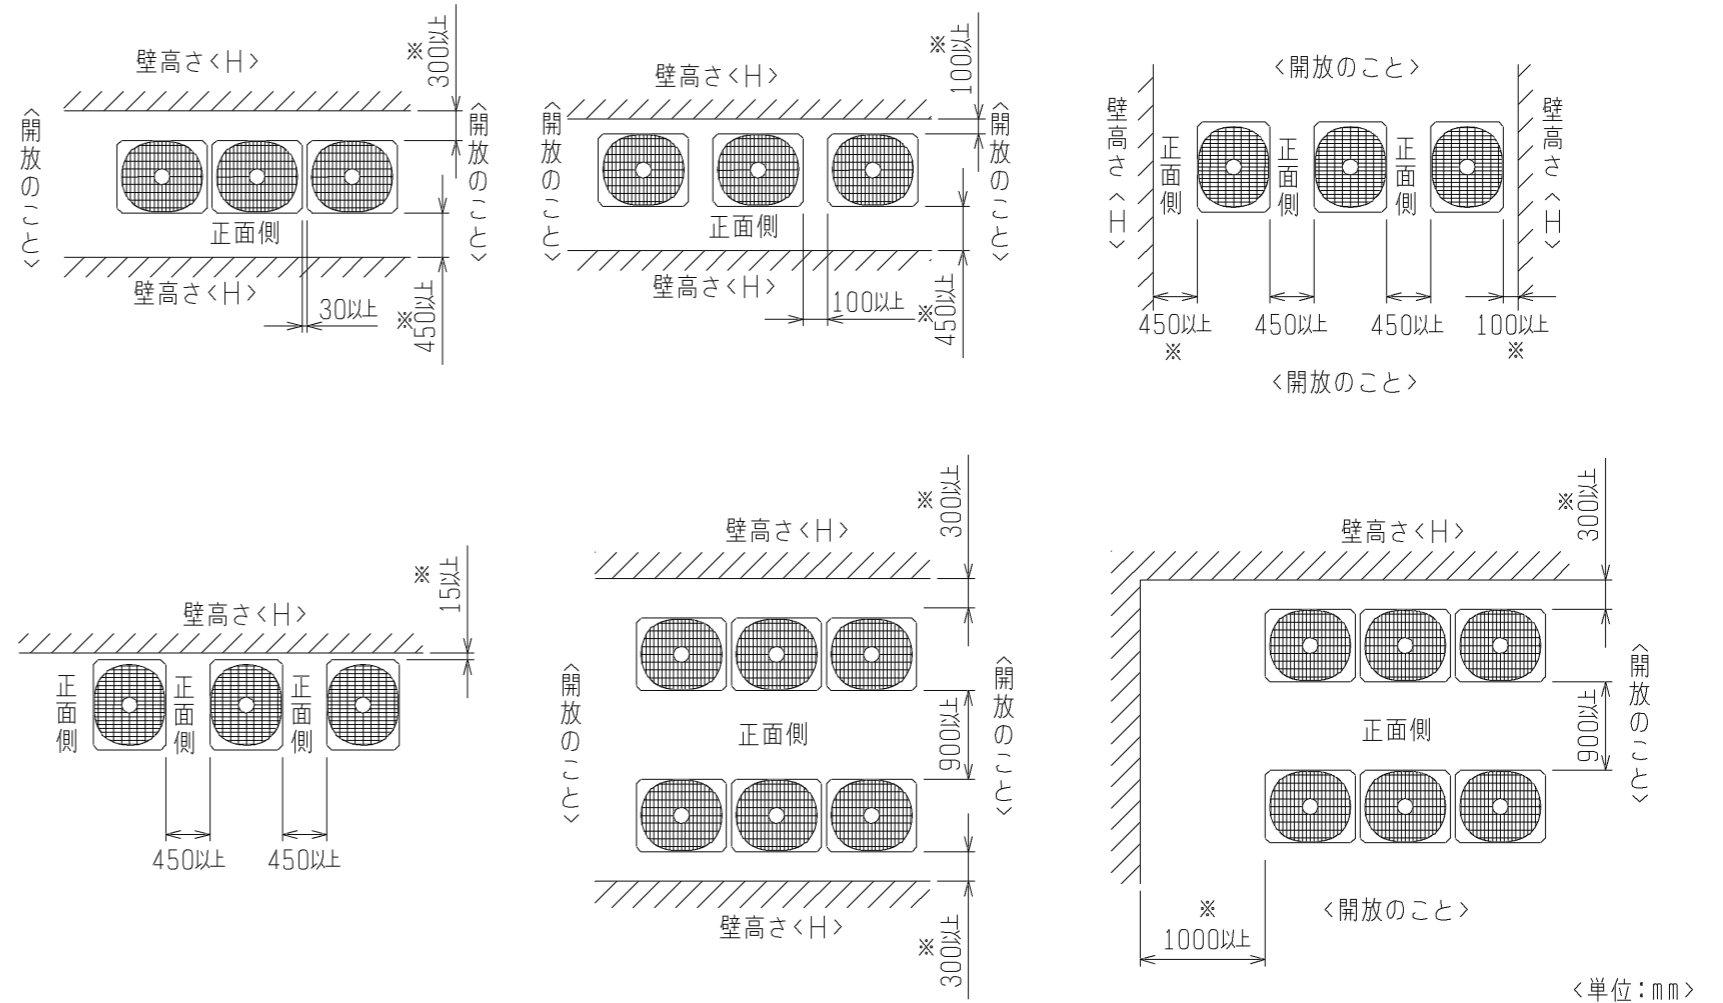 壁高さ<H>
※
300以上
<開放のこと>
<開放のこと>
正面側
壁高さ<H>
30以上
※
450以上
壁高さ<H>
※
100以上
<開放のこと>
<開放のこと>
正面側
壁高さ<H>
100以上
※
450以上
<開放のこと>
壁高さ<H>
正面側
正面側
正面側
壁高さ<H>
450以上
※
450以上
450以上
100以上
※
<開放のこと>
壁高さ<H>
※
15以上
正面側
正面側
正面側
450以上
450以上
壁高さ<H>
※
300以上
<開放のこと>
正面側
900以上
<開放のこと>
壁高さ<H>
※
300以上
壁高さ<H>
※
300以上
正面側
900以上
<開放のこと>
※
1000以上
<開放のこと>
<単位:mm>